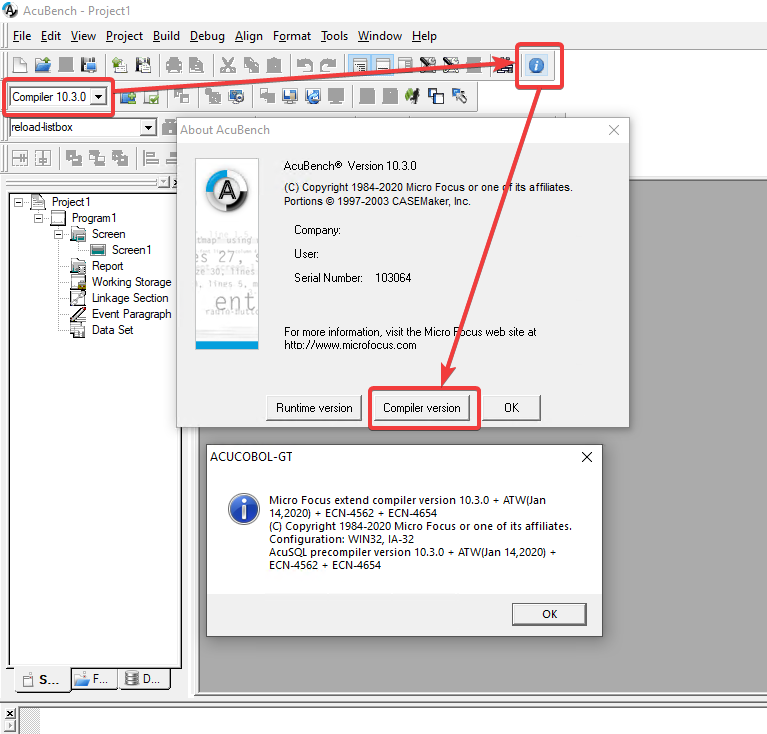 AcuBench - Project1
File Edit View Project Build Debug Align Format Tools Window Help
Compiler 10.3.0
reload-listbox
About AcuBench
Project1
Program1
Screen
Screen1
Report
Working Storage
Linkage Section
Event Paragraph
Data Set
A
AcuBench® Version 10.3.0
(C) Copyright 1984-2020 Micro Focus or one of its affiliates.
Portions © 1997-2003 CASEMaker, Inc.
Company:
User:
Serial Number: 103064
For more information, visit the Micro Focus web site at
http://www.microfocus.com
Runtime version Compiler version OK
ACUCOBOL-GT
Micro Focus extend compiler version 10.3.0 + ATW(Jan
14,2020) + ECN-4562 + ECN-4654
(C) Copyright 1984-2020 Micro Focus or one of its affiliates.
Configuration: WIN32, IA-32
AcuSQL precompiler version 10.3.0 + ATW(Jan 14,2020) +
ECN-4562 + ECN-4654
OK
S... F... D...